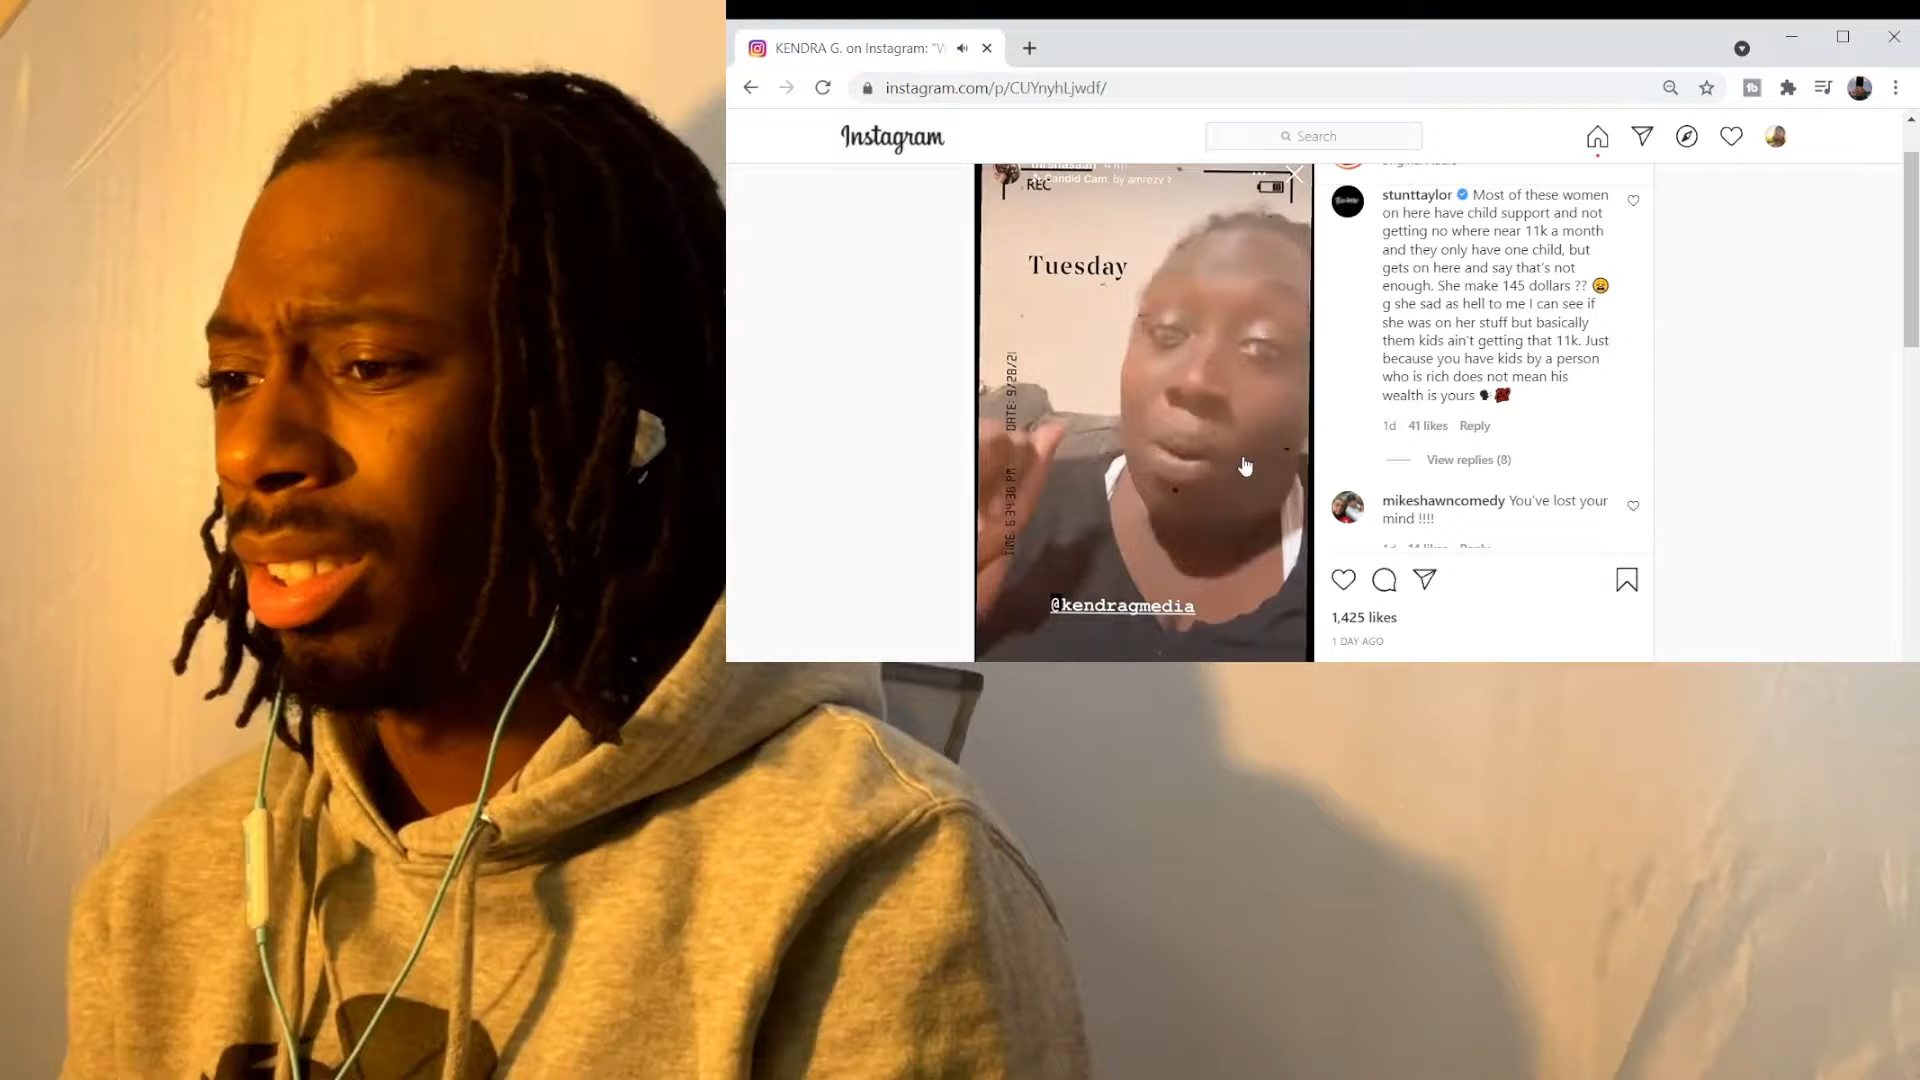 KENDRA G. on Instagram: “W
instagram.com/p/CUYnyhLjwdf/
Instagram
Search
Candid Cam. by amrezy >
REC
Tuesday
DATE: 9/28/21
TIME: 5:34:36 PM
@kendragmedia
stunttaylor Most of these women
on here have child support and not
getting no where near 11k a month
and they only have one child, but
gets on here and say that's not
enough. She make 145 dollars ?? 😩
g she sad as hell to me I can see if
she was on her stuff but basically
them kids ain't getting that 11k. Just
because you have kids by a person
who is rich does not mean his
wealth is yours 🗣💯
1d 41 likes Reply
View replies (8)
mikeshawncomedy You've lost your
mind !!!!
1,425 likes
1 DAY AGO